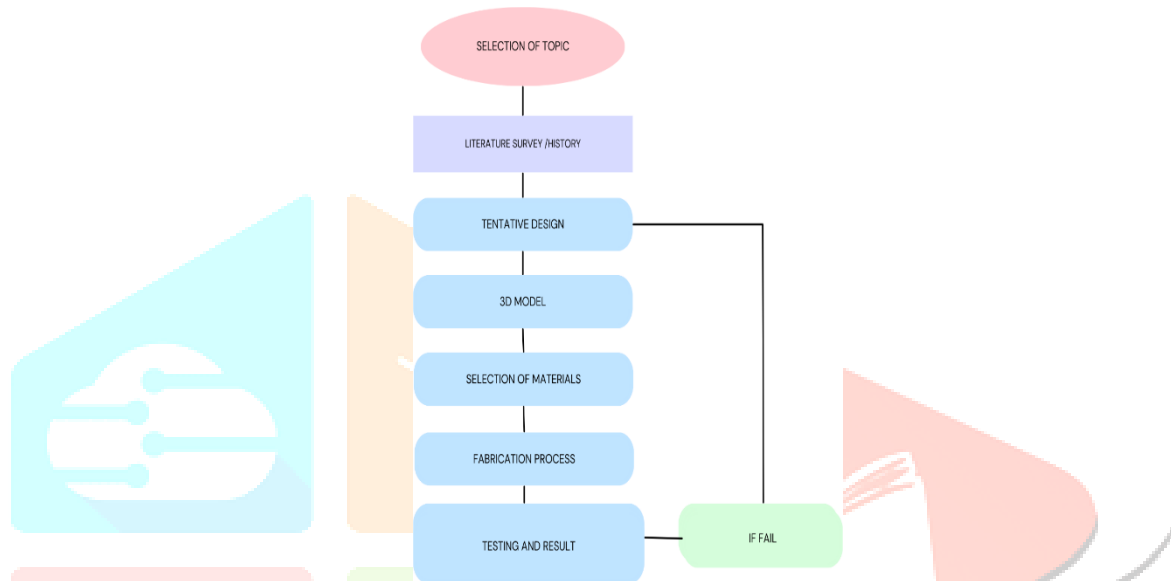 SELECTION OF TOPIC
LITERATURE SURVEY /HISTORY
TENTATIVE DESIGN
3D MODEL
SELECTION OF MATERIALS
FABRICATION PROCESS
TESTING AND RESULT
IF FAIL